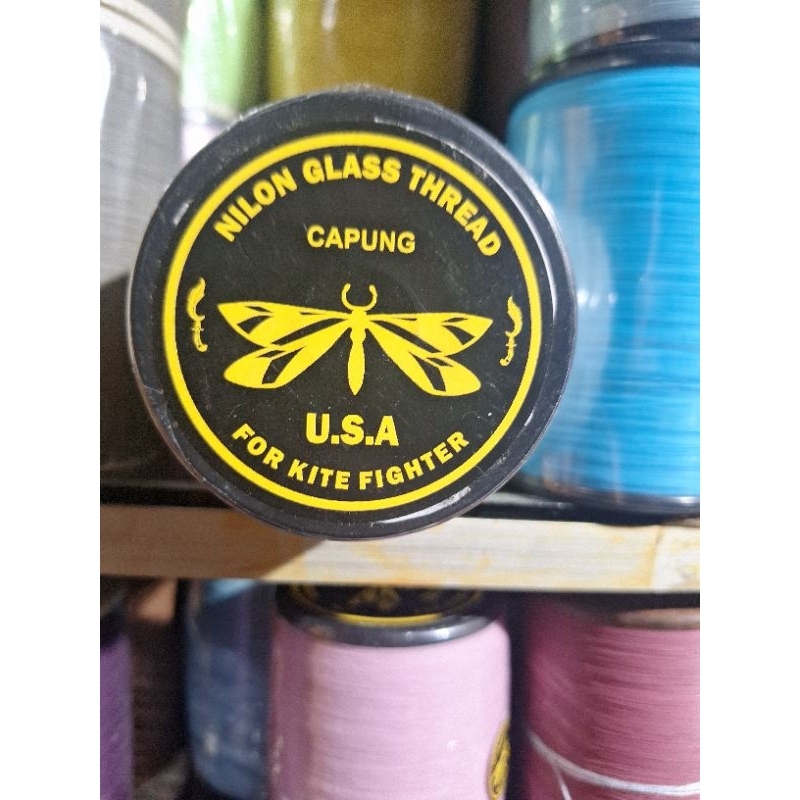 NILON GLASS THREAD
CAPUNG
U.S.A
FOR KITE FIGHTER